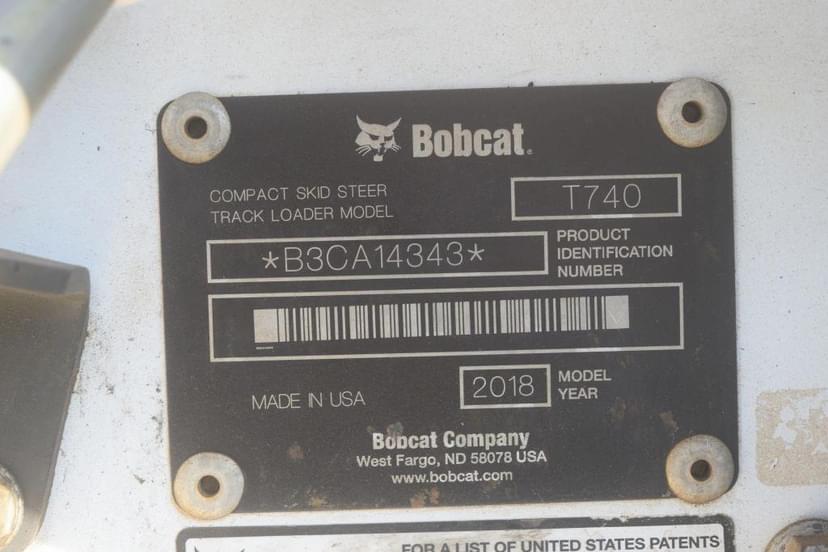 Bobcat.
COMPACT SKID STEER
TRACK LOADER MODEL
T740
*B3CA14343*
PRODUCT
IDENTIFICATION
NUMBER
MADE IN USA
2018
MODEL
YEAR
Bobcat Company
West Fargo, ND 58078 USA
www.bobcat.com
FOR A LIST OF UNITED STATES PATENTS